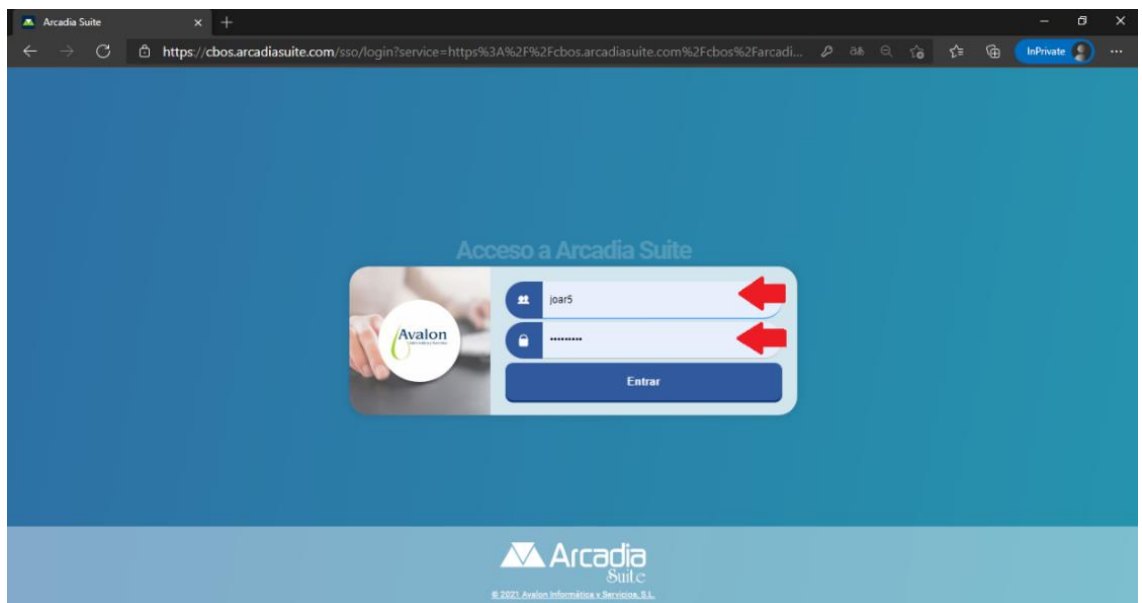 Arcadia Suite
https://cbos.arcadiasuite.com/sso/login?service=https%3A%2F%2Fcbos.arcadiasuite.com%2Fcbos%2Farcadi...
InPrivate
Acceso a Arcadia Suite
Avalon
joar5
•••••••••
Entrar
Arcadia
Suite
© 2021 Avalon Informática y Servicios, S.L.